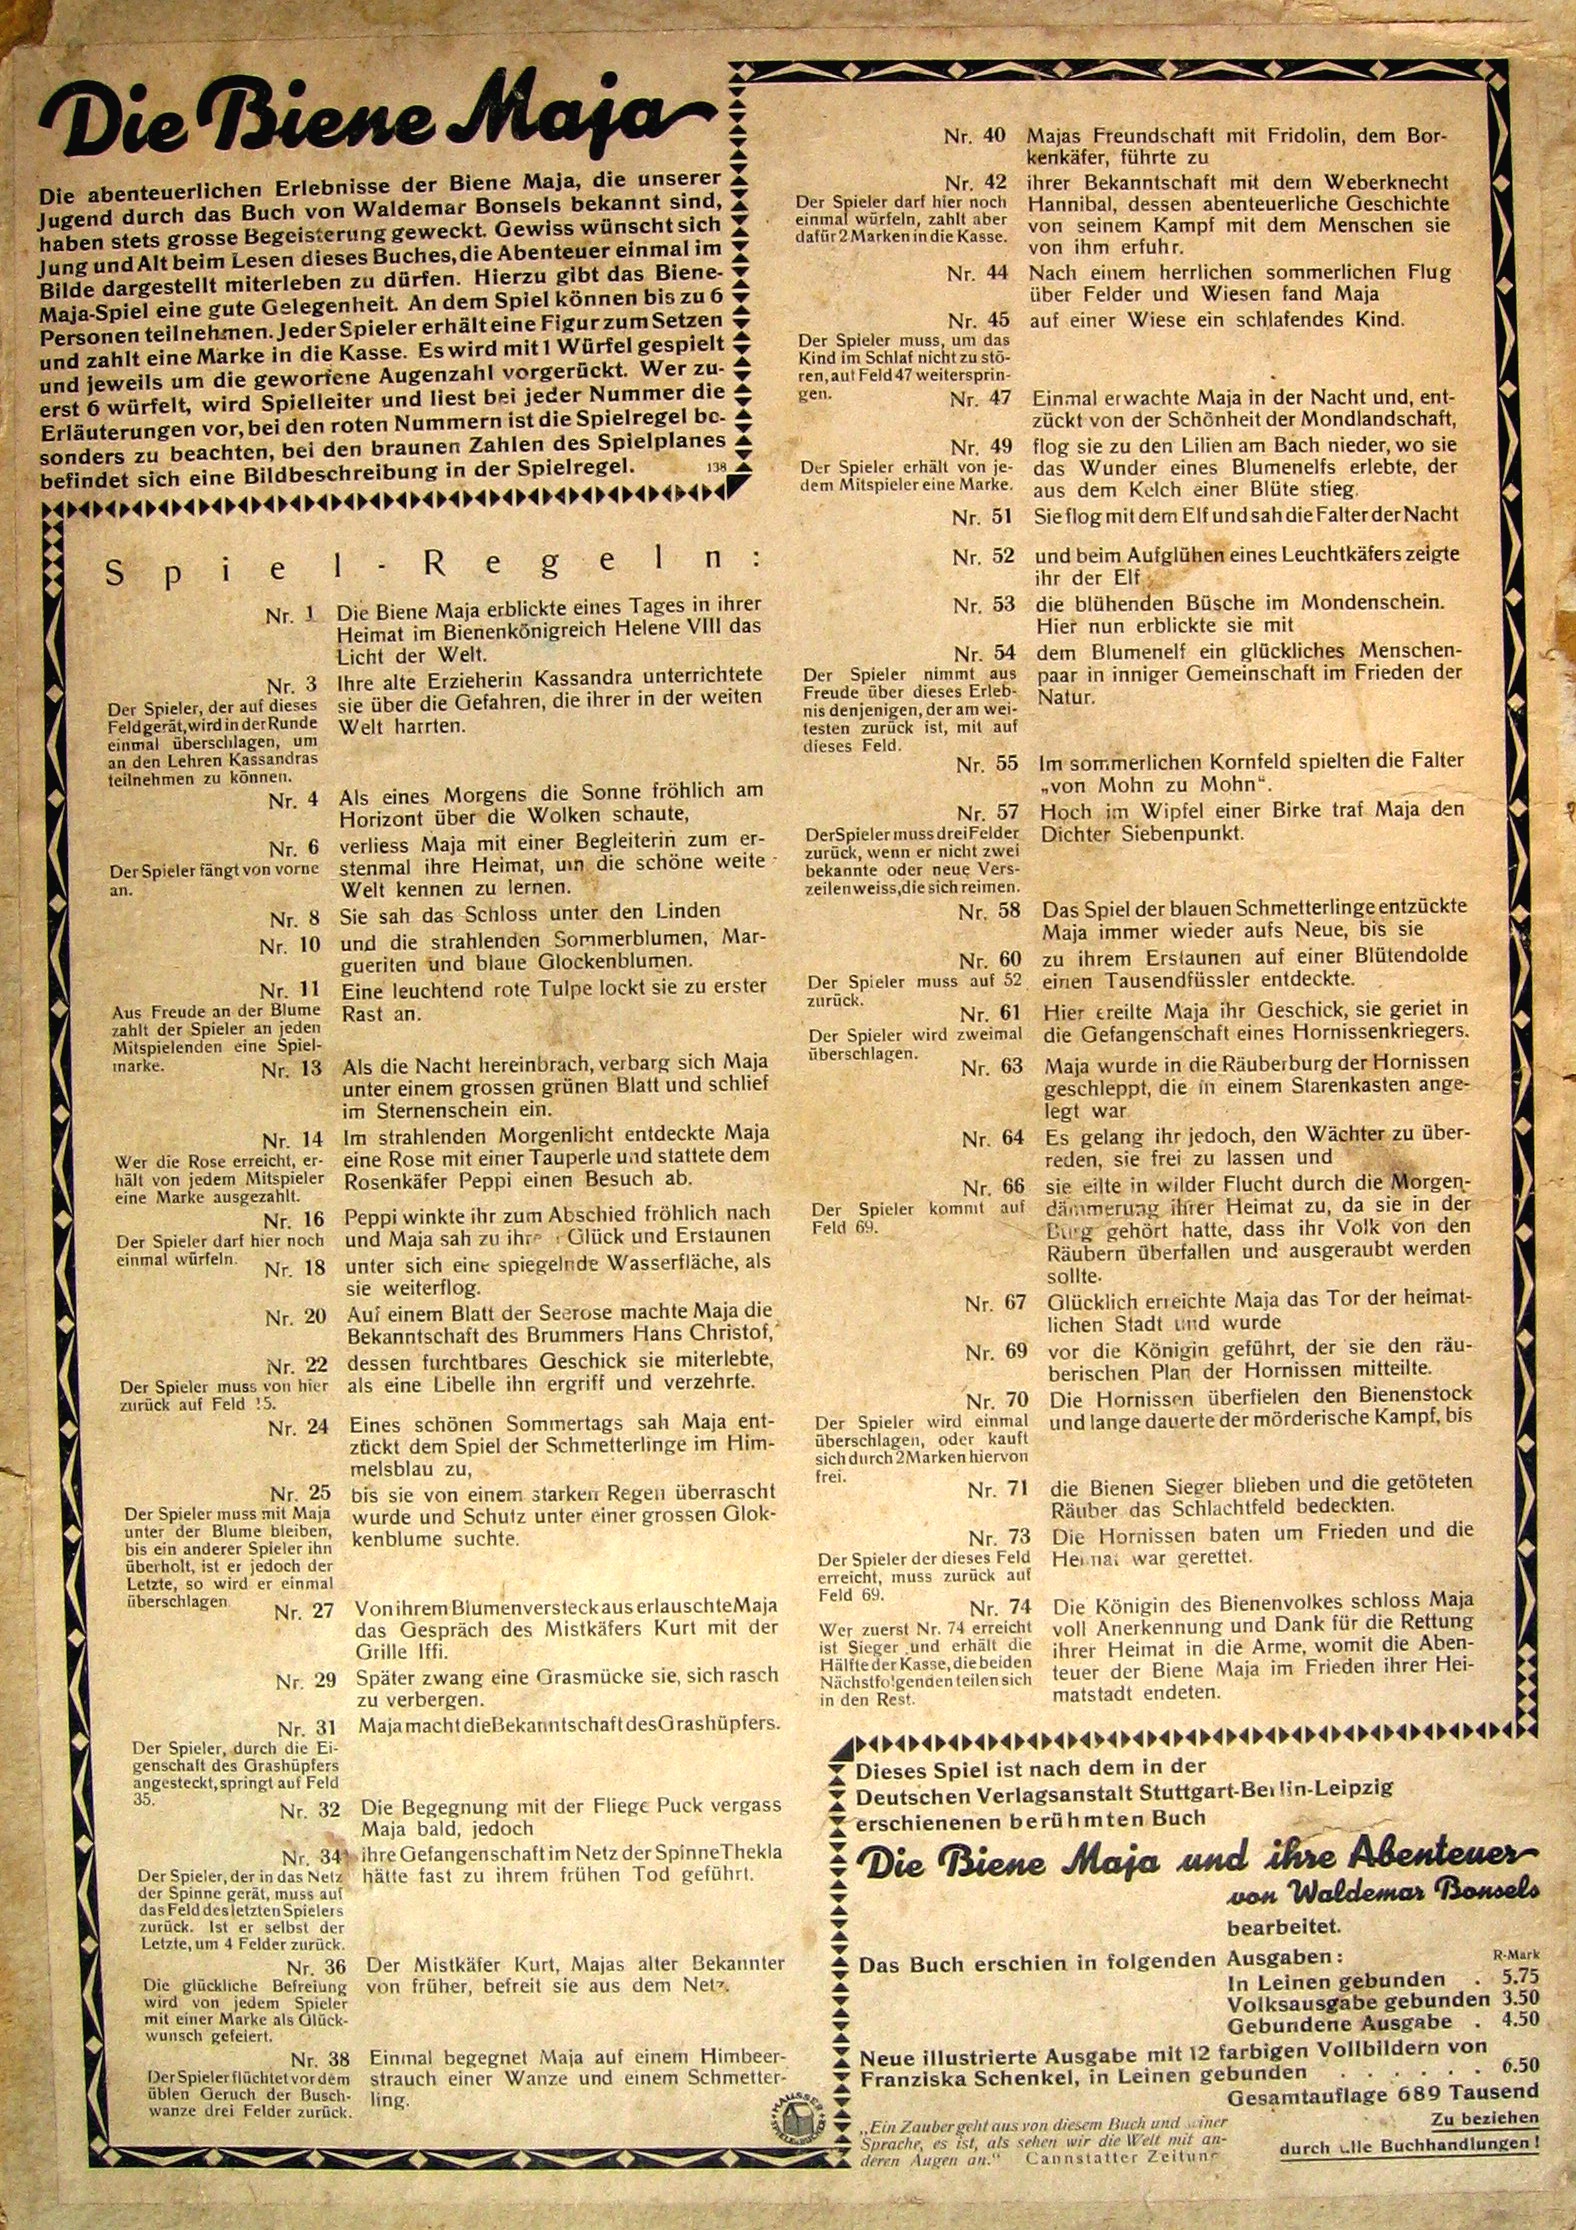 Die Biene Maja
Die abenteuerlichen Erlebnisse der Biene Maja, die unserer
Jugend durch das Buch von Waldemar Bonsels bekannt sind,
haben stets grosse Begeisterung geweckt. Gewiss wünscht sich
Jung und Alt beim Lesen dieses Buches, die Abenteuer einmal im
Bilde dargestellt miterleben zu dürfen. Hierzu gibt das Biene-
Maja-Spiel eine gute Gelegenheit. An dem Spiel können bis zu 6
Personen teilnehmen. Jeder Spieler erhält eine Figur zum Setzen
und zahlt eine Marke in die Kasse. Es wird mit 1 Würfel gespielt
und jeweils um die geworfene Augenzahl vorgerückt. Wer zu-
erst 6 würfelt, wird Spielleiter und liest bei jeder Nummer die
Erläuterungen vor, bei den roten Nummern ist die Spielregel be-
sonders zu beachten, bei den braunen Zahlen des Spielplanes
befindet sich eine Bildbeschreibung in der Spielregel.
138
Spiel-Regeln:
Nr. 1 Die Biene Maja erblickte eines Tages in ihrer
Heimat im Bienenkönigreich Helene VIII das
Licht der Welt.
Nr. 3 Ihre alte Erzieherin Kassandra unterrichtete
sie über die Gefahren, die ihrer in der weiten
Welt harrten.
Der Spieler, der auf dieses
Feld gerät, wird in der Runde
einmal überschlagen, um
an den Lehren Kassandras
teilnehmen zu können.
Nr. 4 Als eines Morgens die Sonne fröhlich am
Horizont über die Wolken schaute,
Nr. 6 verliess Maja mit einer Begleiterin zum er-
stenmal ihre Heimat, um die schöne weite
Welt kennen zu lernen.
Der Spieler fängt von vorne
an.
Nr. 8 Sie sah das Schloss unter den Linden
Nr. 10 und die strahlenden Sommerblumen, Mar-
gueriten und blaue Glockenblumen.
Nr. 11 Eine leuchtend rote Tulpe lockt sie zu erster
Rast an.
Aus Freude an der Blume
zahlt der Spieler an jeden
Mitspielenden eine Spiel-
marke.
Nr. 13 Als die Nacht hereinbrach, verbarg sich Maja
unter einem grossen grünen Blatt und schlief
im Sternenschein ein.
Nr. 14 Im strahlenden Morgenlicht entdeckte Maja
eine Rose mit einer Tauperle und stattete dem
Rosenkäfer Peppi einen Besuch ab.
Wer die Rose erreicht, er-
hält von jedem Mitspieler
eine Marke ausgezahlt.
Nr. 16 Peppi winkte ihr zum Abschied fröhlich nach
und Maja sah zu Glück und Erstaunen
Der Spieler darf hier noch
einmal würfeln.
Nr. 18 unter sich eine spiegelnde Wasserfläche, als
sie weiterflog.
Nr. 20 Auf einem Blatt der Seerose machte Maja die
Bekanntschaft des Brummers Hans Christof,
Nr. 22 dessen furchtbares Geschick sie miterlebte,
als eine Libelle ihn ergriff und verzehrte.
Der Spieler muss von hier
zurück auf Feld 15.
Nr. 24 Eines schönen Sommertags sah Maja ent-
zückt dem Spiel der Schmetterlinge im Him-
melsblau zu,
Nr. 25 bis sie von einem starken Regen überrascht
wurde und Schutz unter einer grossen Glok-
kenblume suchte.
Der Spieler muss mit Maja
unter der Blume bleiben,
bis ein anderer Spieler ihn
überholt, ist er jedoch der
Letzte, so wird er einmal
überschlagen
Nr. 27 Von ihrem Blumenversteck aus erlauschte Maja
das Gespräch des Mistkäfers Kurt mit der
Grille Iffi.
Nr. 29 Später zwang eine Grasmücke sie, sich rasch
zu verbergen.
Nr. 31 Maja macht die Bekanntschaft des Grashüpfers.
Der Spieler, durch die Ei-
genschaft des Grashüpfers
angesteckt, springt auf Feld
35.
Nr. 32 Die Begegnung mit der Fliege Puck vergass
Maja bald, jedoch
Nr. 34 ihre Gefangenschaft im Netz der Spinne Thekla
hätte fast zu ihrem frühen Tod geführt.
Der Spieler, der in das Netz
der Spinne gerät, muss auf
das Feld des letzten Spielers
zurück. Ist er selbst der
Letzte, um 4 Felder zurück.
Nr. 36 Der Mistkäfer Kurt, Majas alter Bekannter
von früher, befreit sie aus dem Netz.
Die glückliche Befreiung
wird von jedem Spieler
mit einer Marke als Glück-
wunsch gefeiert.
Nr. 38 Einmal begegnet Maja auf einem Himbeer-
strauch einer Wanze und einem Schmetter-
ling.
Der Spieler flüchtet vor dem
üblen Geruch der Busch-
wanze drei Felder zurück.
Nr. 40 Majas Freundschaft mit Fridolin, dem Bor-
kenkäfer, führte zu
Nr. 42 ihrer Bekanntschaft mit dem Weberknecht
Hannibal, dessen abenteuerliche Geschichte
von seinem Kampf mit dem Menschen sie
von ihm erfuhr.
Der Spieler darf hier noch
einmal würfeln, zahlt aber
dafür 2 Marken in die Kasse.
Nr. 44 Nach einem herrlichen sommerlichen Flug
über Felder und Wiesen fand Maja
Nr. 45 auf einer Wiese ein schlafendes Kind.
Der Spieler muss, um das
Kind im Schlaf nicht zu stö-
ren, auf Feld 47 weitersprin-
gen.
Nr. 47 Einmal erwachte Maja in der Nacht und, ent-
zückt von der Schönheit der Mondlandschaft,
Nr. 49 flog sie zu den Lilien am Bach nieder, wo sie
das Wunder eines Blumenelfs erlebte, der
aus dem Kelch einer Blüte stieg.
Der Spieler erhält von je-
dem Mitspieler eine Marke.
Nr. 51 Sie flog mit dem Elf und sah die Falter der Nacht
Nr. 52 und beim Aufglühen eines Leuchtkäfers zeigte
ihr der Elf
Nr. 53 die blühenden Büsche im Mondenschein.
Hier nun erblickte sie mit
Nr. 54 dem Blumenelf ein glückliches Menschen-
paar in inniger Gemeinschaft im Frieden der
Natur.
Der Spieler nimmt aus
Freude über dieses Erleb-
nis denjenigen, der am wei-
testen zurück ist, mit auf
dieses Feld.
Nr. 55 Im sommerlichen Kornfeld spielten die Falter
„von Mohn zu Mohn“.
Nr. 57 Hoch im Wipfel einer Birke traf Maja den
Dichter Siebenpunkt.
Der Spieler muss drei Felder
zurück, wenn er nicht zwei
bekannte oder neue Vers-
zeilen weiss, die sich reimen.
Nr. 58 Das Spiel der blauen Schmetterlinge entzückte
Maja immer wieder aufs Neue, bis sie
Nr. 60 zu ihrem Erstaunen auf einer Blütendolde
einen Tausendfüssler entdeckte.
Der Spieler muss auf 52
zurück.
Nr. 61 Hier ereilte Maja ihr Geschick, sie geriet in
die Gefangenschaft eines Hornissenkriegers.
Der Spieler wird zweimal
überschlagen.
Nr. 63 Maja wurde in die Räuberburg der Hornissen
geschleppt, die in einem Starenkasten ange-
legt war
Nr. 64 Es gelang ihr jedoch, den Wächter zu über-
reden, sie frei zu lassen und
Nr. 66 sie eilte in wilder Flucht durch die Morgen-
dämmerung ihrer Heimat zu, da sie in der
Burg gehört hatte, dass ihr Volk von den
Räubern überfallen und ausgeraubt werden
sollte.
Der Spieler kommt auf
Feld 69.
Nr. 67 Glücklich erreichte Maja das Tor der heimat-
lichen Stadt und wurde
Nr. 69 vor die Königin geführt, der sie den räu-
berischen Plan der Hornissen mitteilte.
Nr. 70 Die Hornissen überfielen den Bienenstock
und lange dauerte der mörderische Kampf, bis
Der Spieler wird einmal
überschlagen, oder kauft
sich durch 2 Marken hiervon
frei.
Nr. 71 die Bienen Sieger blieben und die getöteten
Räuber das Schlachtfeld bedeckten.
Nr. 73 Die Hornissen baten um Frieden und die
Heimat war gerettet.
Der Spieler der dieses Feld
erreicht, muss zurück auf
Feld 69.
Nr. 74 Die Königin des Bienenvolkes schloss Maja
voll Anerkennung und Dank für die Rettung
ihrer Heimat in die Arme, womit die Aben-
teuer der Biene Maja im Frieden ihrer Hei-
matstadt endeten.
Wer zuerst Nr. 74 erreicht
ist Sieger und erhält die
Hälfte der Kasse, die beiden
Nächstfolgenden teilen sich
in den Rest.
Dieses Spiel ist nach dem in der
Deutschen Verlagsanstalt Stuttgart-Berlin-Leipzig
erschienenen berühmten Buch
Die Biene Maja und ihre Abenteuer
von Waldemar Bonsels
bearbeitet.
Das Buch erschien in folgenden Ausgaben: R-Mark
In Leinen gebunden . 5.75
Volksausgabe gebunden 3.50
Gebundene Ausgabe . 4.50
Neue illustrierte Ausgabe mit 12 farbigen Vollbildern von
Franziska Schenkel, in Leinen gebunden . . . . . . 6.50
Gesamtauflage 689 Tausend
„Ein Zauber geht aus von diesem Buch und seiner
Sprache, es ist, als sehen wir die Welt mit an-
deren Augen an.“ Cannstatter Zeitung
Zu beziehen
durch alle Buchhandlungen!
HAUSSER